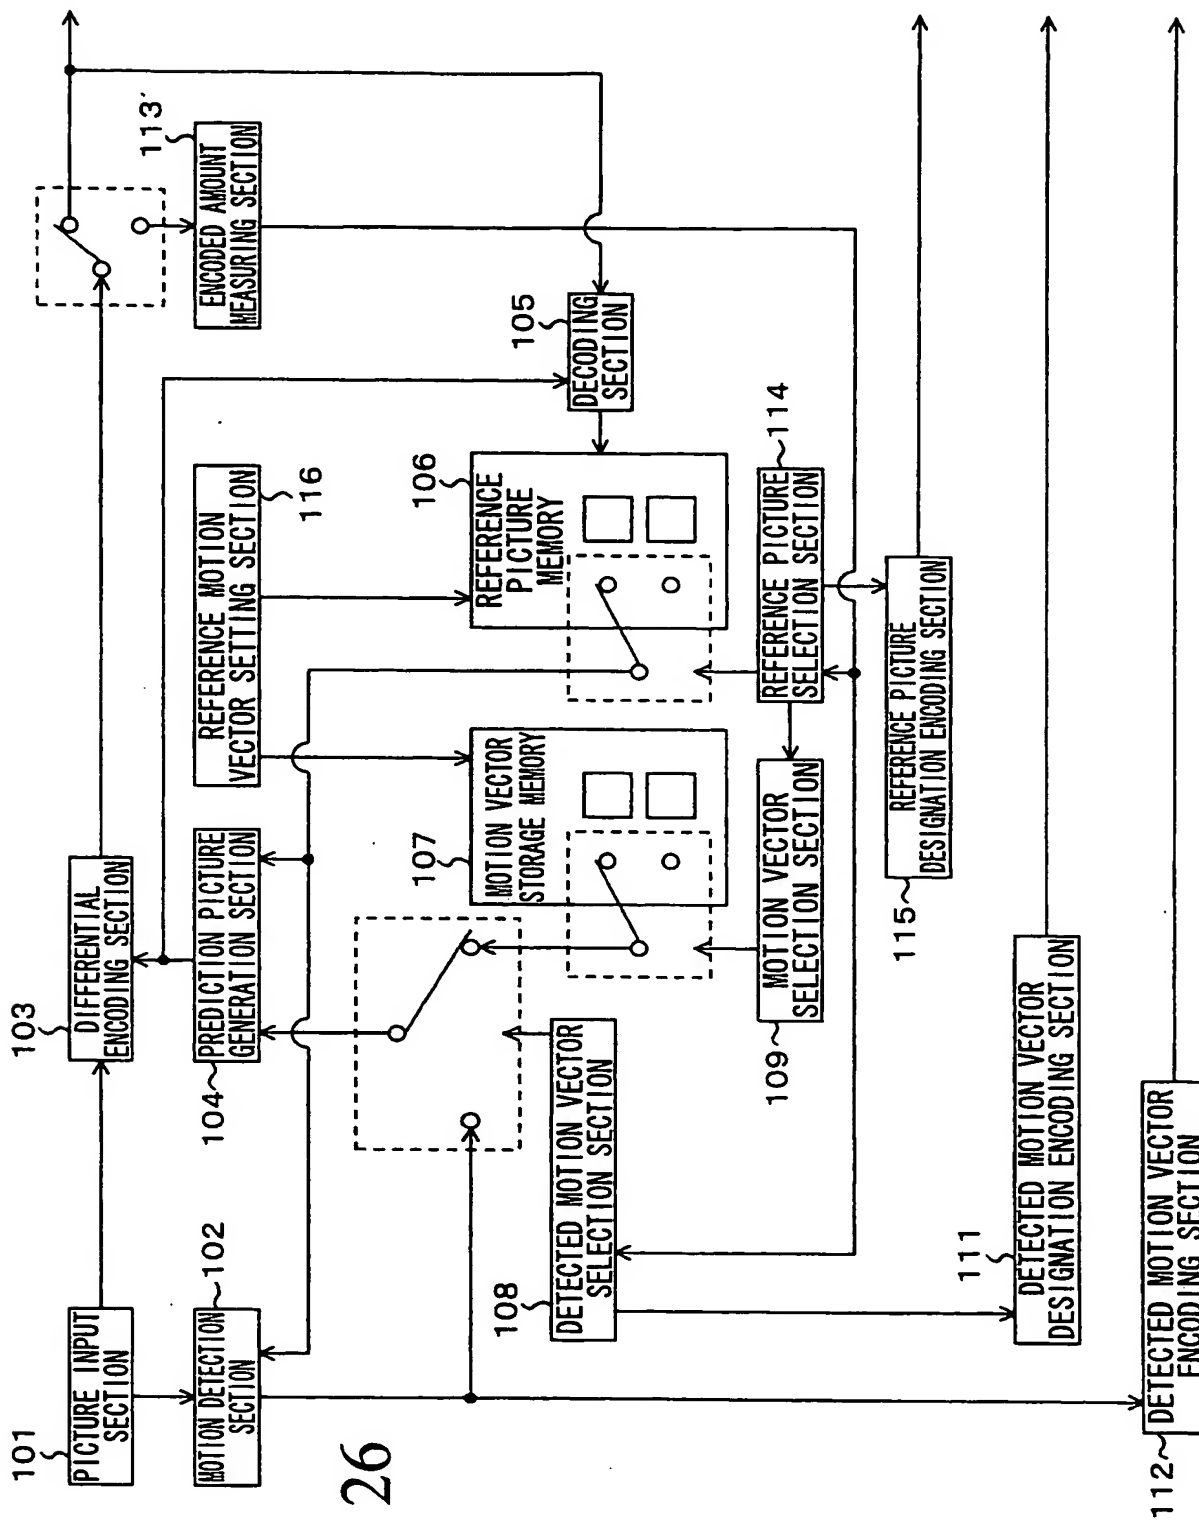 101
PICTURE INPUT
SECTION
103
DIFFERENTIAL
ENCODING SECTION
113'
ENCODED AMOUNT
MEASURING SECTION
MOTION DETECTION
SECTION
102
104
PREDICTION PICTURE
GENERATION SECTION
REFERENCE MOTION
VECTOR SETTING SECTION
116
107
MOTION VECTOR
STORAGE MEMORY
106
REFERENCE
PICTURE
MEMORY
105
DECODING
SECTION
108
DETECTED MOTION VECTOR
SELECTION SECTION
109
MOTION VECTOR
SELECTION SECTION
REFERENCE PICTURE
SELECTION SECTION
114
115
REFERENCE PICTURE
DESIGNATION ENCODING SECTION
111
DETECTED MOTION VECTOR
DESIGNATION ENCODING SECTION
112
DETECTED MOTION VECTOR
ENCODING SECTION
26